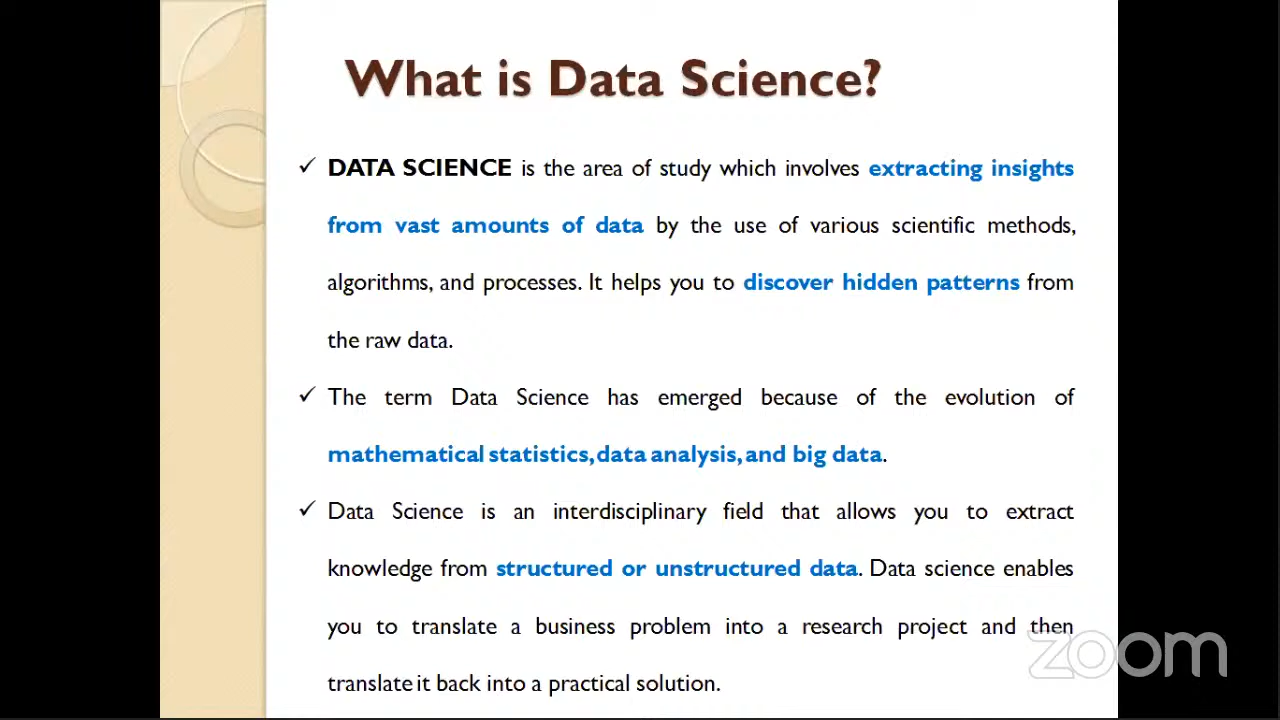 What is Data Science?
✓ DATA SCIENCE is the area of study which involves extracting insights
from vast amounts of data by the use of various scientific methods,
algorithms, and processes. It helps you to discover hidden patterns from
the raw data.
✓ The term Data Science has emerged because of the evolution of
mathematical statistics, data analysis, and big data.
✓ Data Science is an interdisciplinary field that allows you to extract
knowledge from structured or unstructured data. Data science enables
you to translate a business problem into a research project and then
translate it back into a practical solution.
zoom